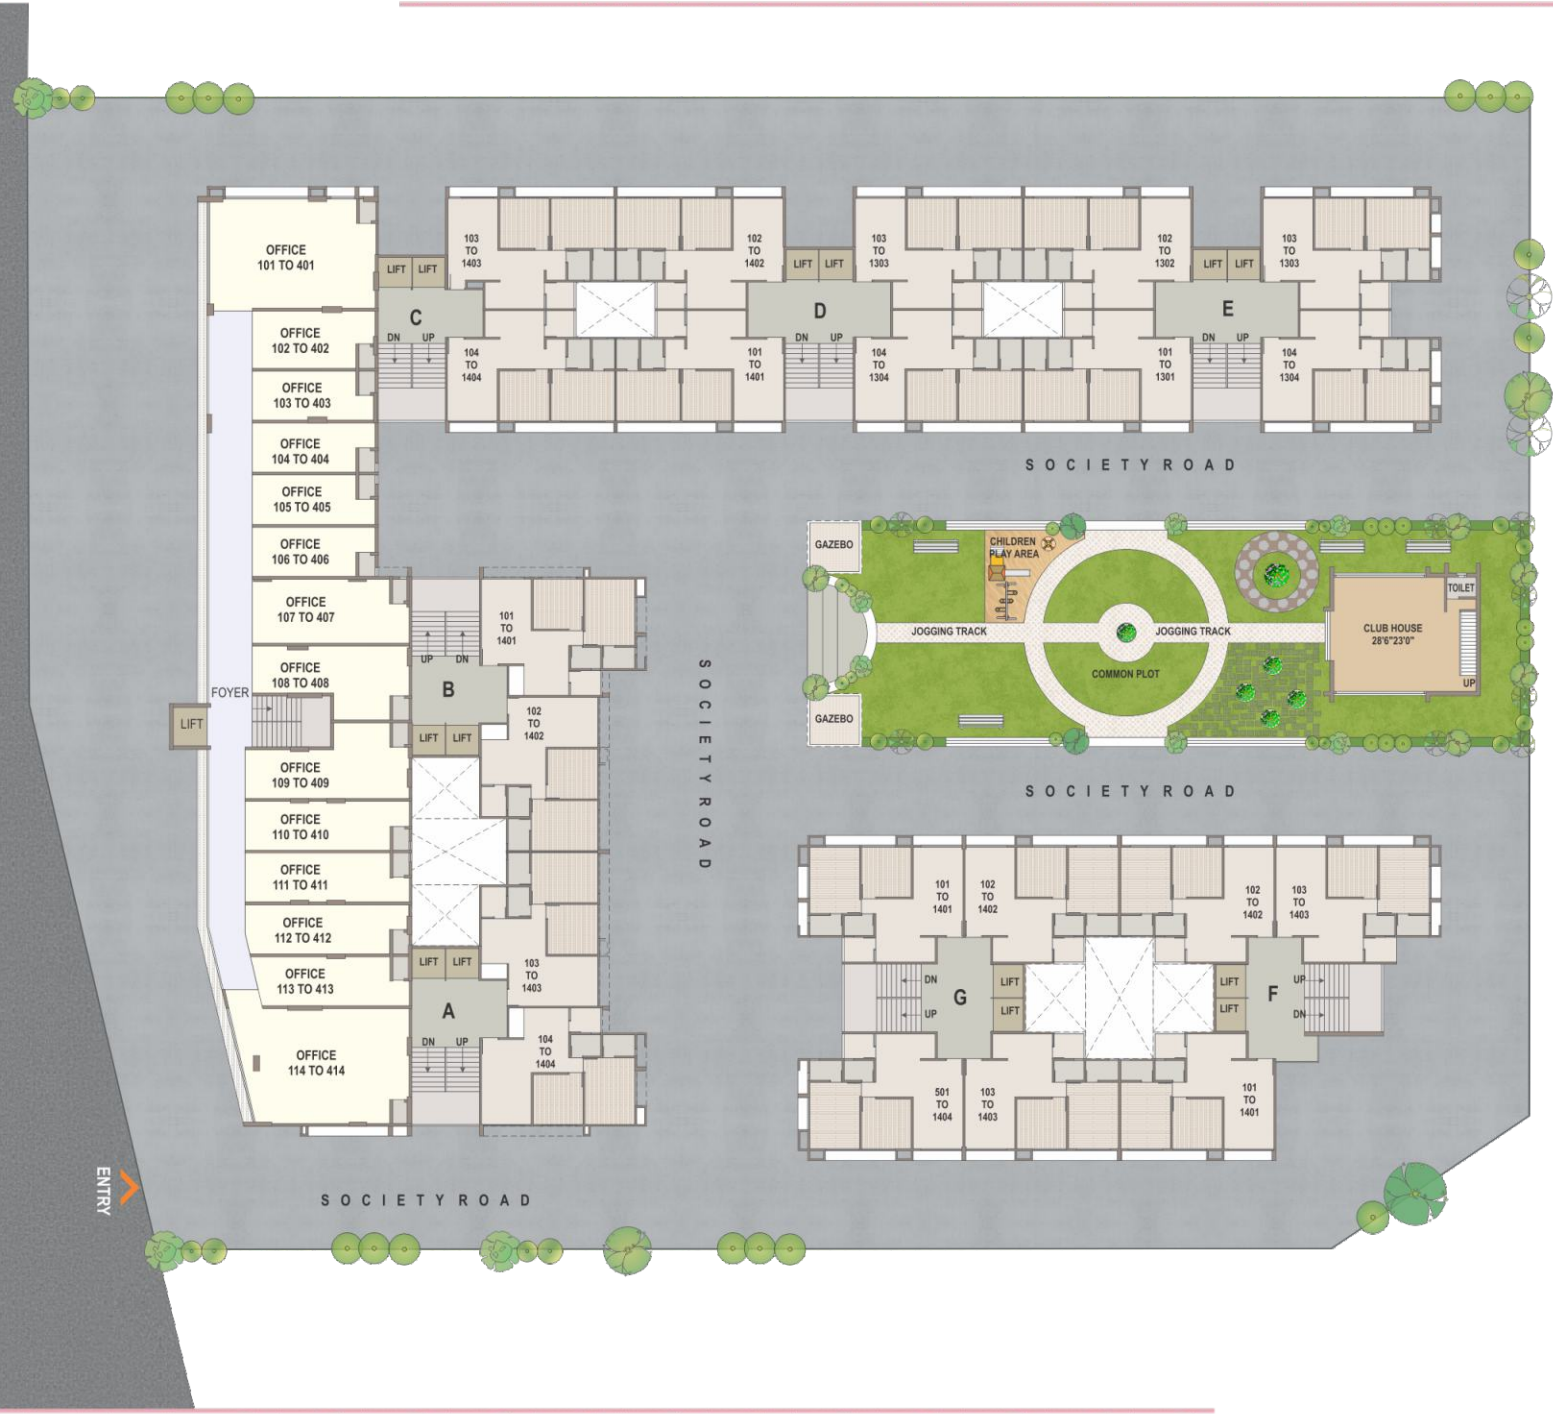 OFFICE
101 TO 401
OFFICE
102 TO 402
OFFICE
103 TO 403
OFFICE
104 TO 404
OFFICE
105 TO 405
OFFICE
106 TO 406
OFFICE
107 TO 407
OFFICE
108 TO 408
FOYER
LIFT
OFFICE
109 TO 409
OFFICE
110 TO 410
OFFICE
111 TO 411
OFFICE
112 TO 412
OFFICE
113 TO 413
OFFICE
114 TO 414
LIFT
LIFT
C
DN
UP
103
TO
1403
104
TO
1404
102
TO
1402
101
TO
1401
LIFT
LIFT
D
DN
UP
103
TO
1303
104
TO
1304
102
TO
1302
101
TO
1301
LIFT
LIFT
E
DN
UP
103
TO
1303
104
TO
1304
SOCIETY ROAD
101
TO
1401
UP
DN
B
LIFT
LIFT
102
TO
1402
LIFT
LIFT
103
TO
1403
A
DN
UP
104
TO
1404
SOCIETY ROAD
GAZEBO
CHILDREN
PLAY AREA
JOGGING TRACK
JOGGING TRACK
COMMON PLOT
GAZEBO
TOILET
CLUB HOUSE
28'6"23'0"
UP
SOCIETY ROAD
101
TO
1401
102
TO
1402
102
TO
1402
103
TO
1403
DN
UP
G
LIFT
LIFT
LIFT
LIFT
F
UP
DN
501
TO
1404
103
TO
1403
101
TO
1401
ENTRY
SOCIETY ROAD